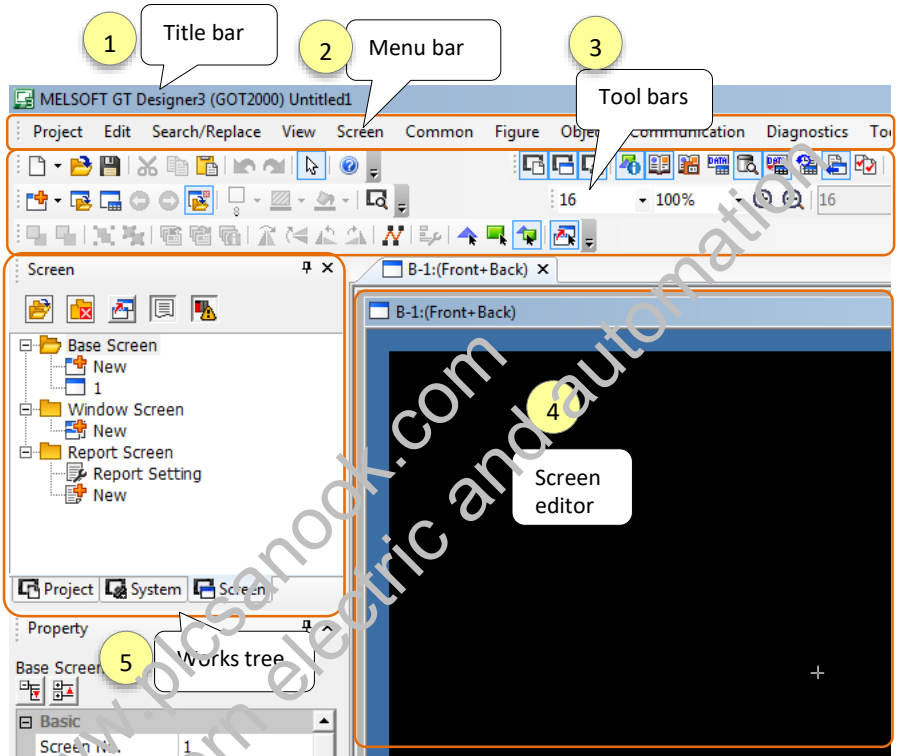 1
Title bar
2
Menu bar
3
Tool bars
MELSOFT GT Designer3 (GOT2000) Untitled1
Project Edit Search/Replace View Screen Common Figure Object Communication Diagnostics
16 100% 16
Screen
B-1:(Front+Back)
B-1:(Front+Back)
Base Screen
New
1
Window Screen
New
Report Screen
Report Setting
New
4
Screen
editor
Project System Screen
Property
5
Works tree
Base Screen
Basic
Screen No. 1
www.plcsanook.com
electric and automation